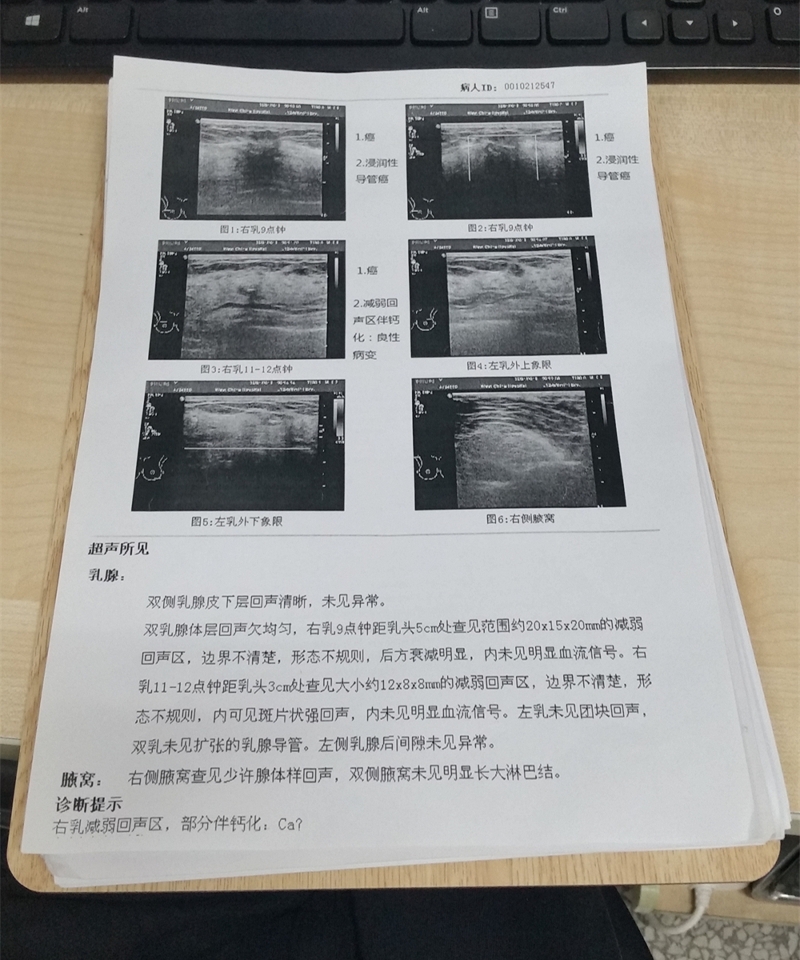 Alt
Alt
Ctrl
病人ID: 0010212547
1.癌
2.浸润性
导管癌
1.癌
2.浸润性
导管癌
图1:右乳9点钟
图2:右乳9点钟
1.癌
2.减弱回
声区伴钙
化：良性
病变
图3:右乳11-12点钟
图4:左乳外上象限
图5:左乳外下象限
图6:右侧腋窝
超声所见
乳腺：
双侧乳腺皮下层回声清晰，未见异常。
双乳腺体层回声欠均匀，右乳9点钟距乳头5cm处查见范围约20x15x20mm的减弱
回声区，边界不清楚，形态不规则，后方衰减明显，内未见明显血流信号。右
乳11-12点钟距乳头3cm处查见大小约12x8x8mm的减弱回声区，边界不清楚，形
态不规则，内可见斑片状强回声，内未见明显血流信号。左乳未见团块回声，
双乳未见扩张的乳腺导管。左侧乳腺后间隙未见异常。
腋窝：右侧腋窝查见少许腺体样回声，双侧腋窝未见明显长大淋巴结。
诊断提示
右乳减弱回声区，部分伴钙化：Ca?